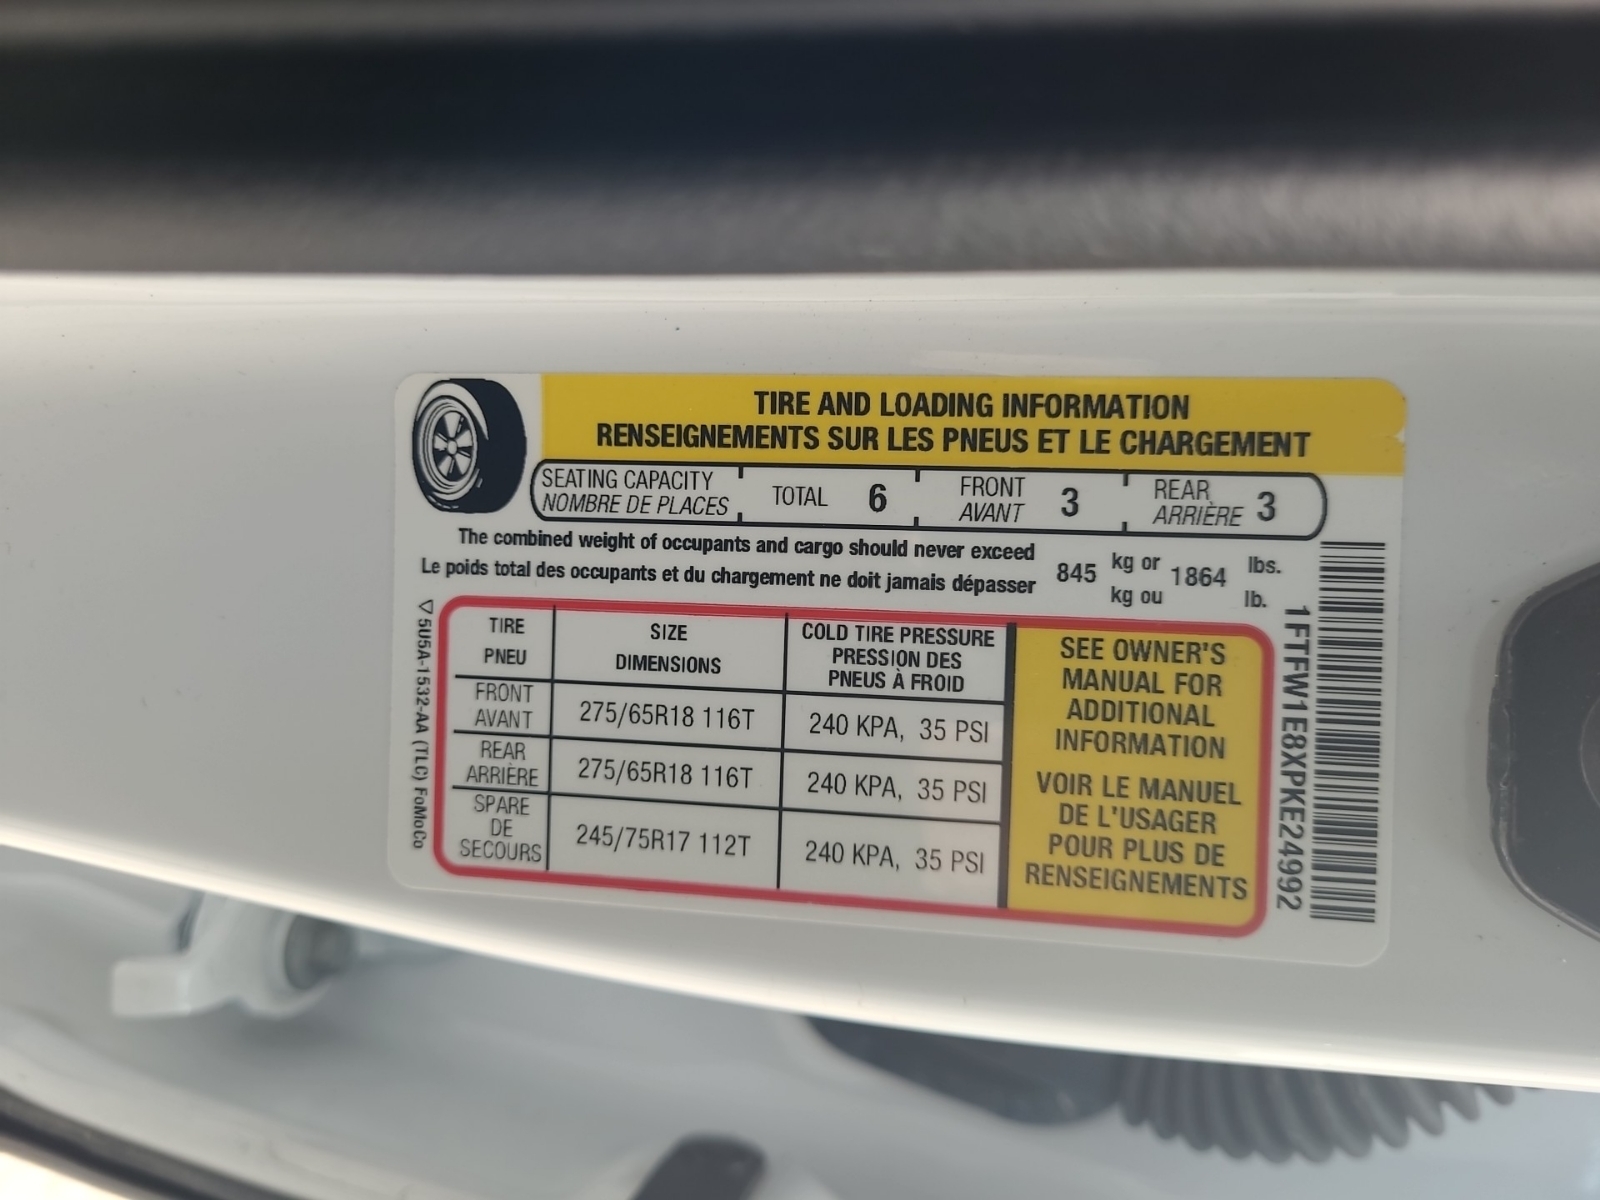 TIRE AND LOADING INFORMATION
RENSEIGNEMENTS SUR LES PNEUS ET LE CHARGEMENT
SEATING CAPACITY TOTAL 6 FRONT 3 REAR 3
NOMBRE DE PLACES AVANT ARRIÈRE
The combined weight of occupants and cargo should never exceed 845 kg or 1864 lbs.
Le poids total des occupants et du chargement ne doit jamais dépasser kg ou lb.
TIRE SIZE COLD TIRE PRESSURE
PNEU DIMENSIONS PRESSION DES
PNEUS À FROID
FRONT
AVANT 275/65R18 116T 240 KPA, 35 PSI
REAR
ARRIÈRE 275/65R18 116T 240 KPA, 35 PSI
SPARE
DE
SECOURS 245/75R17 112T 240 KPA, 35 PSI
SEE OWNER'S
MANUAL FOR
ADDITIONAL
INFORMATION
VOIR LE MANUEL
DE L'USAGER
POUR PLUS DE
RENSEIGNEMENTS
1FTFW1E8XPKE24992
5U5A-1532-AA (TLC) FoMoCo